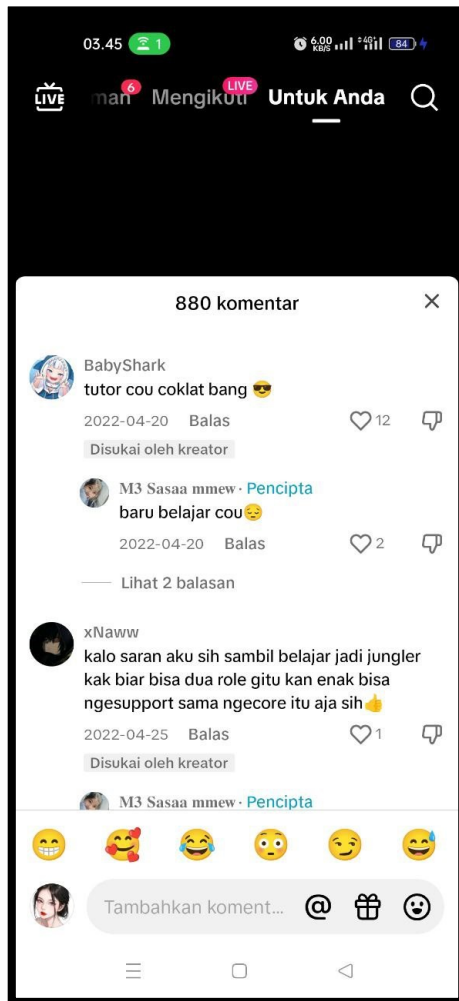 03.45 1 6.00 KB/S 4G 84
LIVE man 6 Mengikuti LIVE Untuk Anda
880 komentar
BabyShark
tutor cou coklat bang 😎
2022-04-20 Balas 12
Disukai oleh kreator
M3 Sasaa mmew · Pencipta
baru belajar cou😔
2022-04-20 Balas 2
Lihat 2 balasan
xNaww
kalo saran aku sih sambil belajar jadi jungler
kak biar bisa dua role gitu kan enak bisa
ngesupport sama ngecore itu aja sih👍
2022-04-25 Balas 1
Disukai oleh kreator
M3 Sasaa mmew · Pencipta
😁 🥰 😂 😳 😏 😅
Tambahkan koment... @